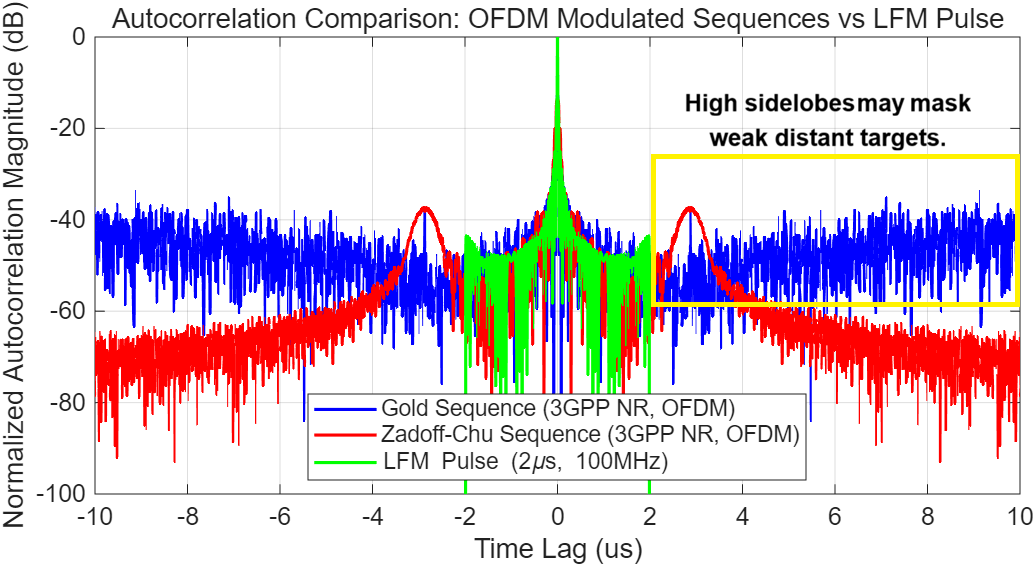 Autocorrelation Comparison: OFDM Modulated Sequences vs LFM Pulse
Normalized Autocorrelation Magnitude (dB)
0
-20
-40
-60
-80
-100
High sidelobes may mask
weak distant targets.
Gold Sequence (3GPP NR, OFDM)
Zadoff-Chu Sequence (3GPP NR, OFDM)
LFM Pulse (2μs, 100MHz)
-10 -8 -6 -4 -2 0 2 4 6 8 10
Time Lag (us)